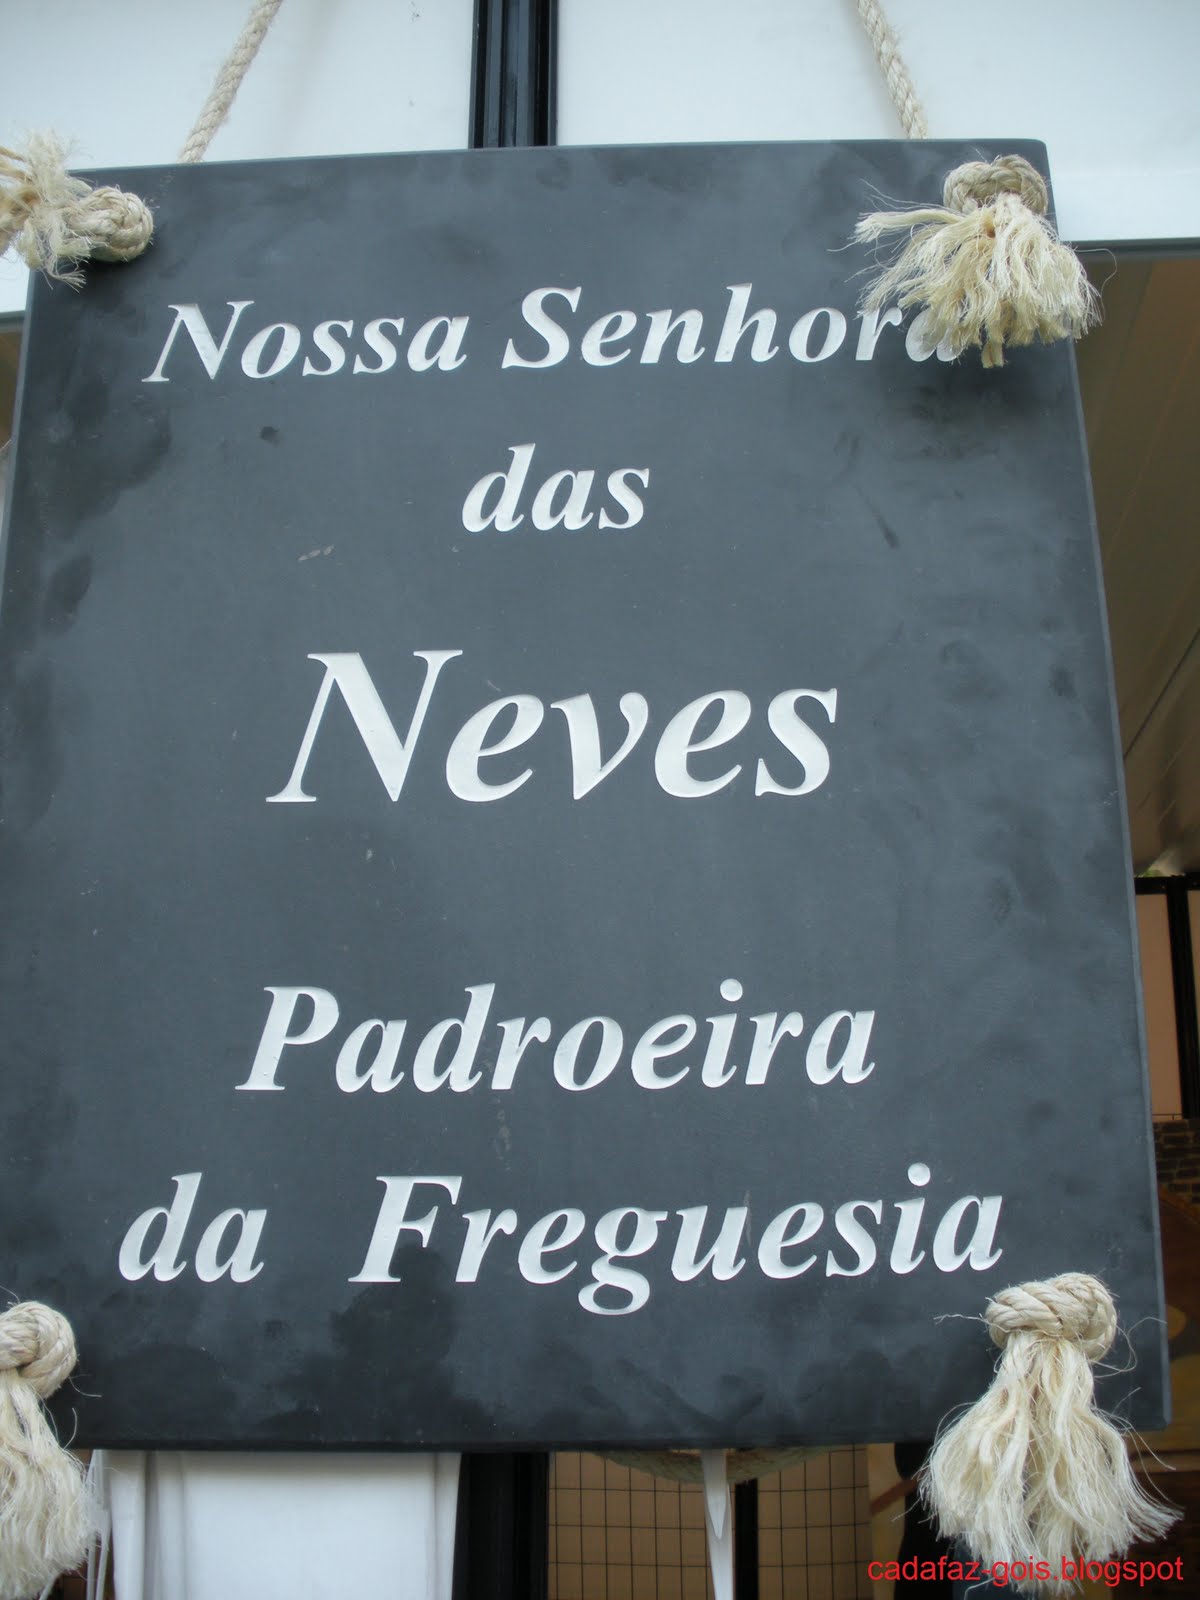 Nossa Senhora
das
Neves
Padroeira
da Freguesia
cadafaz-gois.blogspot